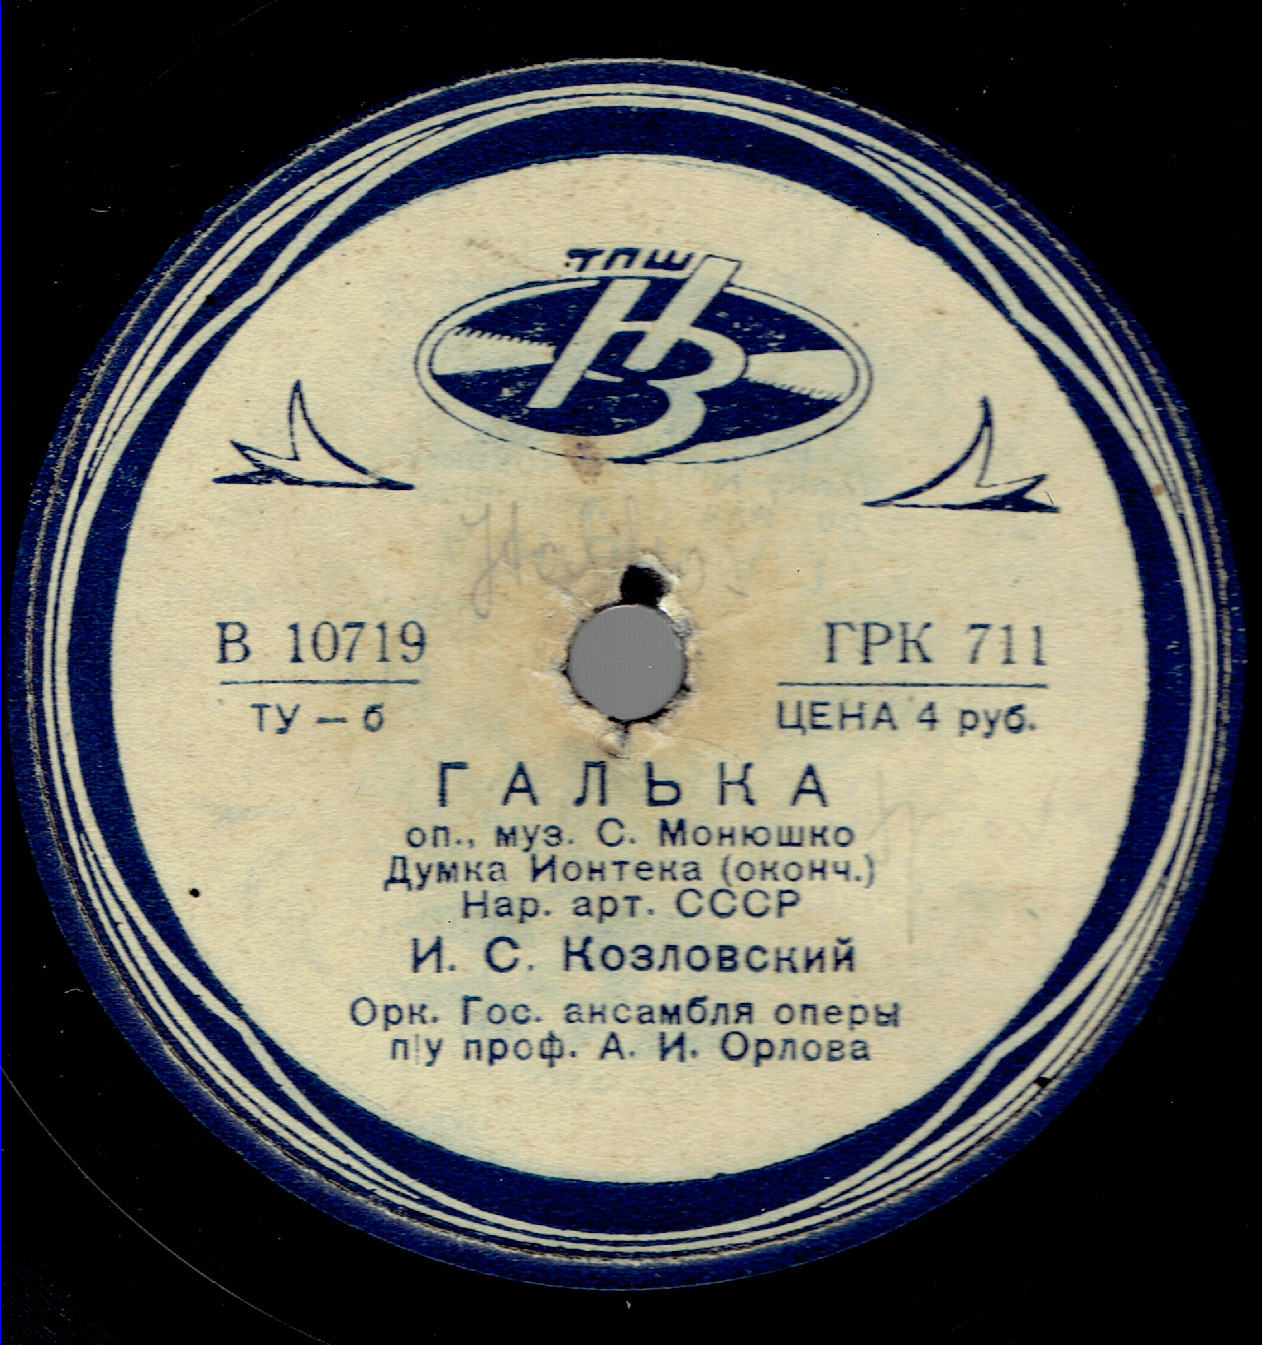 ТПШ
НЗ
В 10719
ГРК 711
ТУ — б
ЦЕНА 4 руб.
ГАЛЬКА
оп., муз. С. Монюшко
Думка Ионтека (оконч.)
Нар. арт. СССР
И. С. Козловский
Орк. Гос. ансамбля оперы
п/у проф. А. И. Орлова